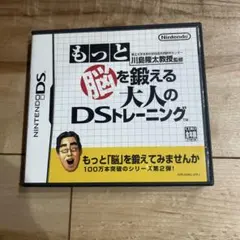 Nintendo
NINTENDO DS
もっと
川島隆太教授監修
脳を鍛える
大人の
DSトレーニング
もっと「脳」を鍛えてみませんか
100万本突破のシリーズ第2弾！